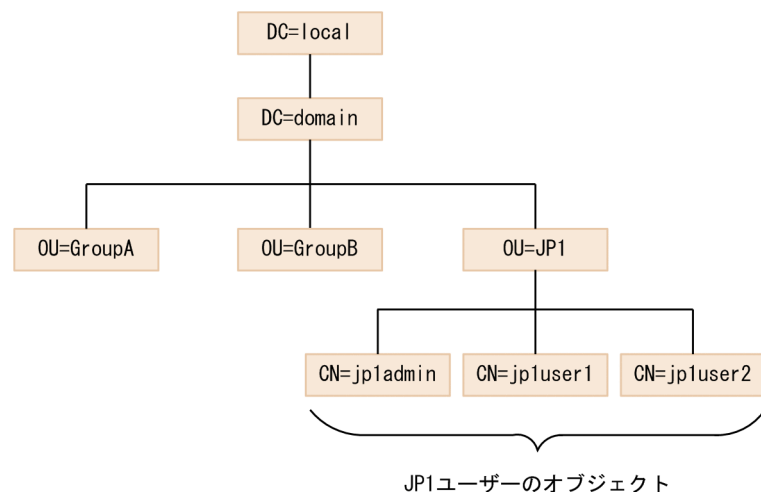 DC=local
DC=domain
OU=GroupA
OU=GroupB
OU=JP1
CN=jp1admin
CN=jp1user1
CN=jp1user2
JP1ユーザーのオブジェクト